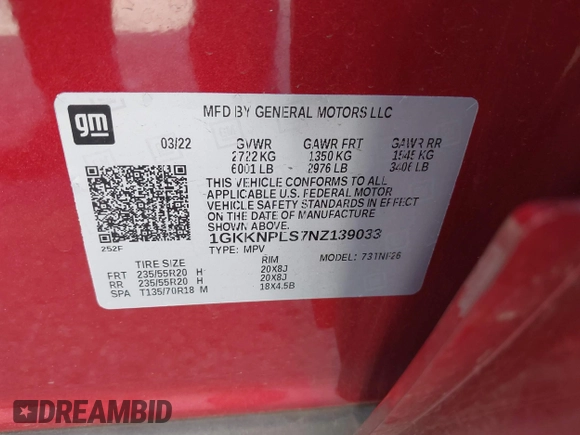 gm
MFD BY GENERAL MOTORS LLC
03/22 GVWR GAWR FRT GAWR RR
2722 KG 1350 KG 1545 KG
6001 LB 2976 LB 3406 LB
THIS VEHICLE CONFORMS TO ALL
APPLICABLE U.S. FEDERAL MOTOR
VEHICLE SAFETY STANDARDS IN EFFECT
ON THE DATE OF MANUFACTURE
SHOWN ABOVE.
1GKKNPLS7NZ139033
252F
TYPE: MPV MODEL:
TIRE SIZE RIM
FRT 235/55R20 H 20X8J
RR 235/55R20 H 20X8J
SPA T135/70R18 M 18X4.5B
DREAMBID